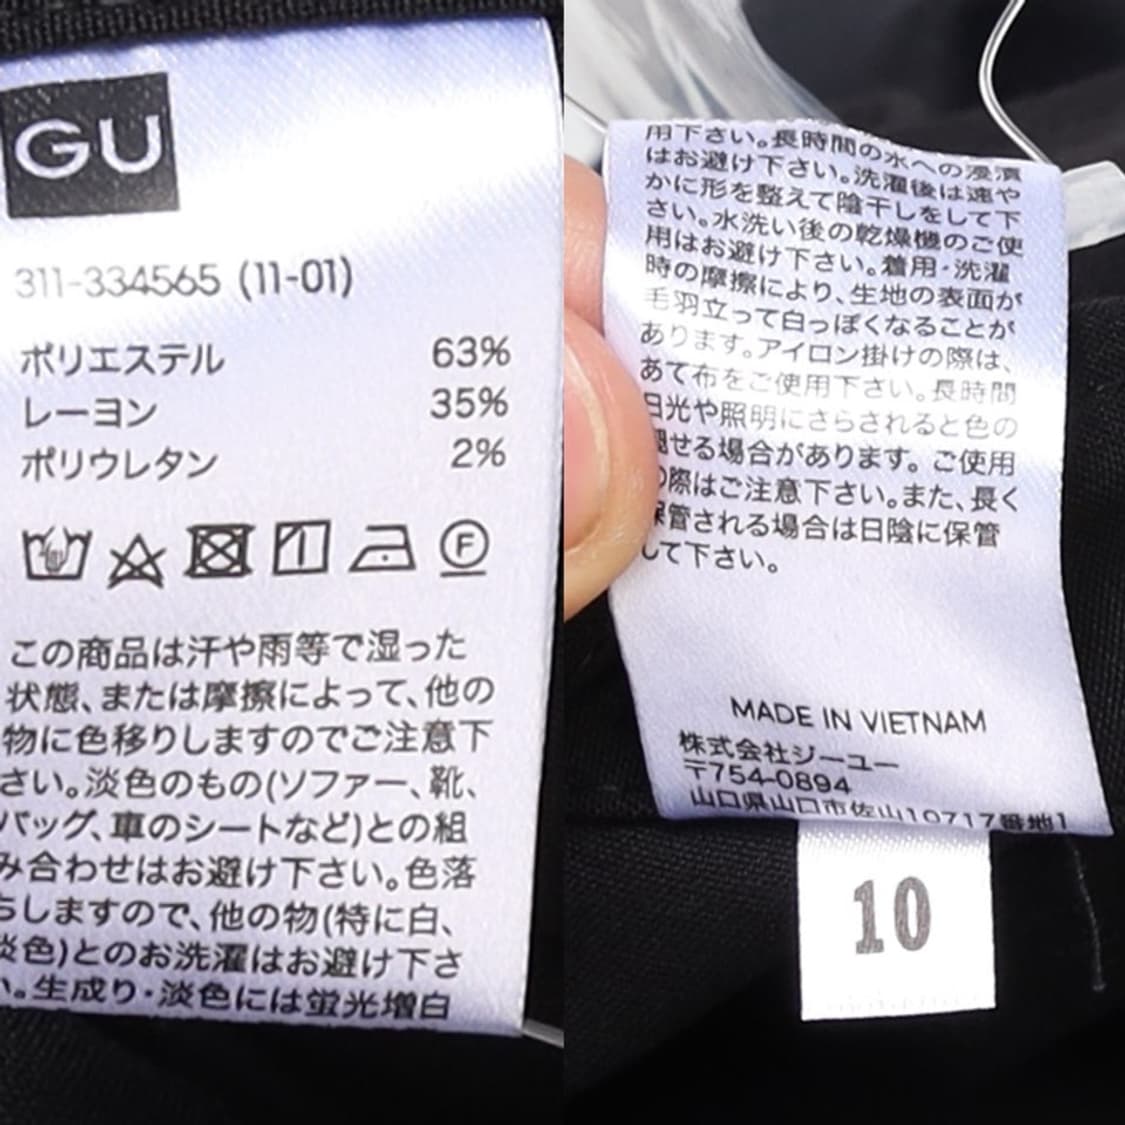 GU
311-334565 (11-01)
ポリエステル 63%
レーヨン 35%
ポリウレタン 2%
F
この商品は汗や雨等で湿った
状態、または摩擦によって、他の
物に色移りしますのでご注意下
さい。淡色のもの(ソファー、靴、
バッグ、車のシートなど)との組
み合わせはお避け下さい。色落
ちしますので、他の物(特に白、
淡色)とのお洗濯はお避け下さ
い。生成り・淡色には蛍光増白
用下さい。長時間の水への浸漬
はお避け下さい。洗濯後は速や
かに形を整えて陰干しをして下
さい。水洗い後の乾燥機のご使
用はお避け下さい。着用・洗濯
時の摩擦により、生地の表面が
毛羽立って白っぽくなることが
あります。アイロン掛けの際は、
あて布をご使用下さい。長時間
日光や照明にさらされると色の
褪せる場合があります。ご使用
の際はご注意下さい。また、長く
保管される場合は日陰に保管
して下さい。
MADE IN VIETNAM
株式会社ジーユー
〒754-0894
山口県山口市佐山10717番地1
10